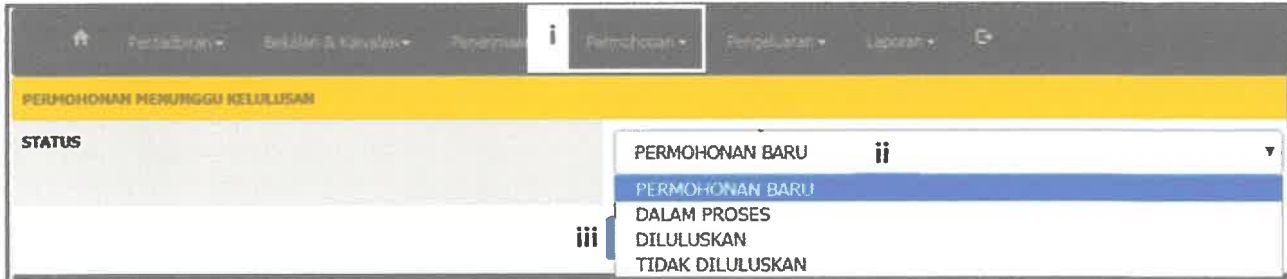 Pentadbiran Bekalan & Kawalan Penerimaan i Permohonan Pengeluaran Laporan
PERMOHONAN MENUNGGU KELULUSAN
STATUS
PERMOHONAN BARU ii
PERMOHONAN BARU
DALAM PROSES
iii DILULUSKAN
TIDAK DILULUSKAN